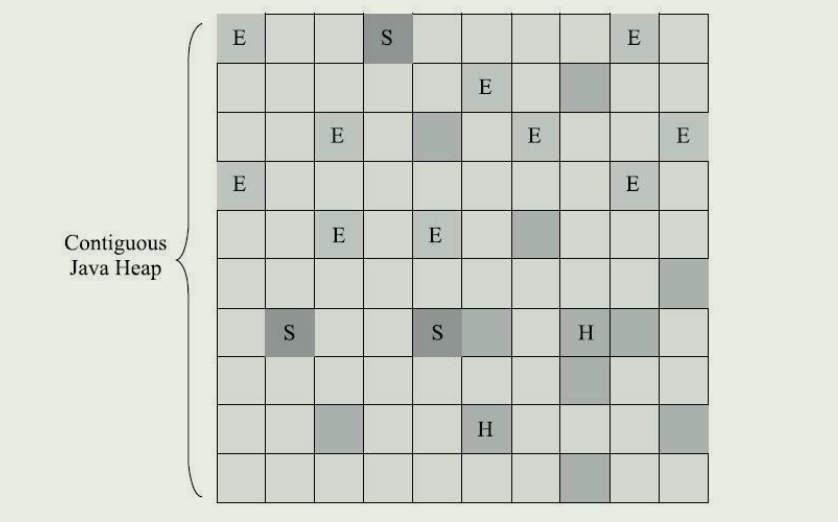 E S E
E
E E E
E E
E E
Contiguous
Java Heap
S S H
H